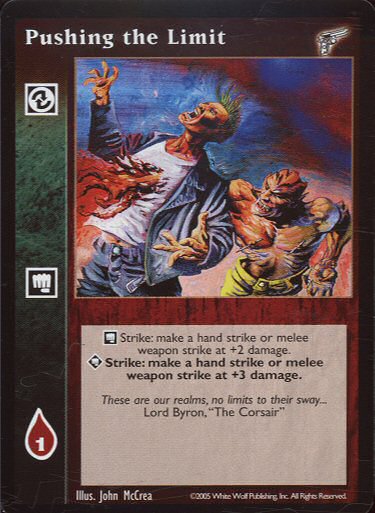 Pushing the Limit
Strike: make a hand strike or melee
weapon strike at +2 damage.
Strike: make a hand strike or melee
weapon strike at +3 damage.
These are our realms, no limits to their sway...
Lord Byron, "The Corsair"
1
Illus. John McCrea
©2005 White Wolf Publishing, Inc. All Rights Reserved.